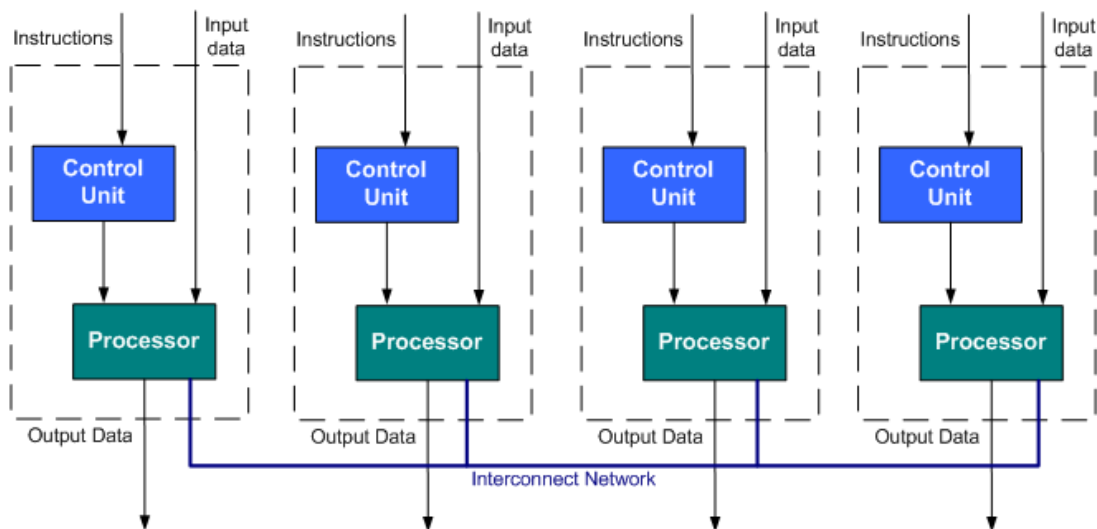 Instructions
Input
data
Instructions
Input
data
Instructions
Input
data
Instructions
Input
data
Control
Unit
Control
Unit
Control
Unit
Control
Unit
Processor
Processor
Processor
Processor
Output Data
Output Data
Output Data
Output Data
Interconnect Network